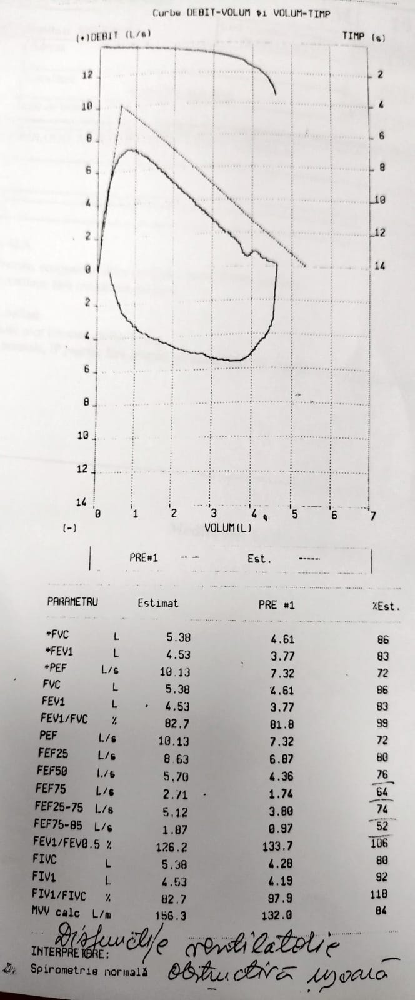 Curbe DEBIT-VOLUM și VOLUM-TIMP
(+)DEBIT (L/s) TIMP (s)
12 2
10 4
8 6
6 8
4 10
2 12
0 14
2
4
6
8
10
12
14
0 1 2 3 4 5 6 7
(-) VOLUM(L)
PRE#1 -- — Est. -----
PARAMETRU Estimat PRE #1 %Est.
*FVC L 5.38 4.61 86
*FEV1 L 4.53 3.77 83
*PEF L/s 10.13 7.32 72
FVC L 5.38 4.61 86
FEV1 L 4.53 3.77 83
FEV1/FVC % 82.7 81.8 99
PEF L/s 10.13 7.32 72
FEF25 L/s 8.63 6.87 80
FEF50 L/s 5.70 4.36 76
FEF75 L/s 2.71 1.74 64
FEF25-75 L/s 5.12 3.80 74
FEF75-85 L/s 1.87 0.97 52
FEV1/FEV0.5 % 126.2 133.7 106
FIVC L 5.38 4.28 80
FIV1 L 4.53 4.19 92
FIV1/FIVC % 82.7 97.9 118
MVV calc L/m 156.3 132.0 84
Disfuncție ventilatorie
INTERPRETARE:
Spirometrie normală obstructivă ușoară